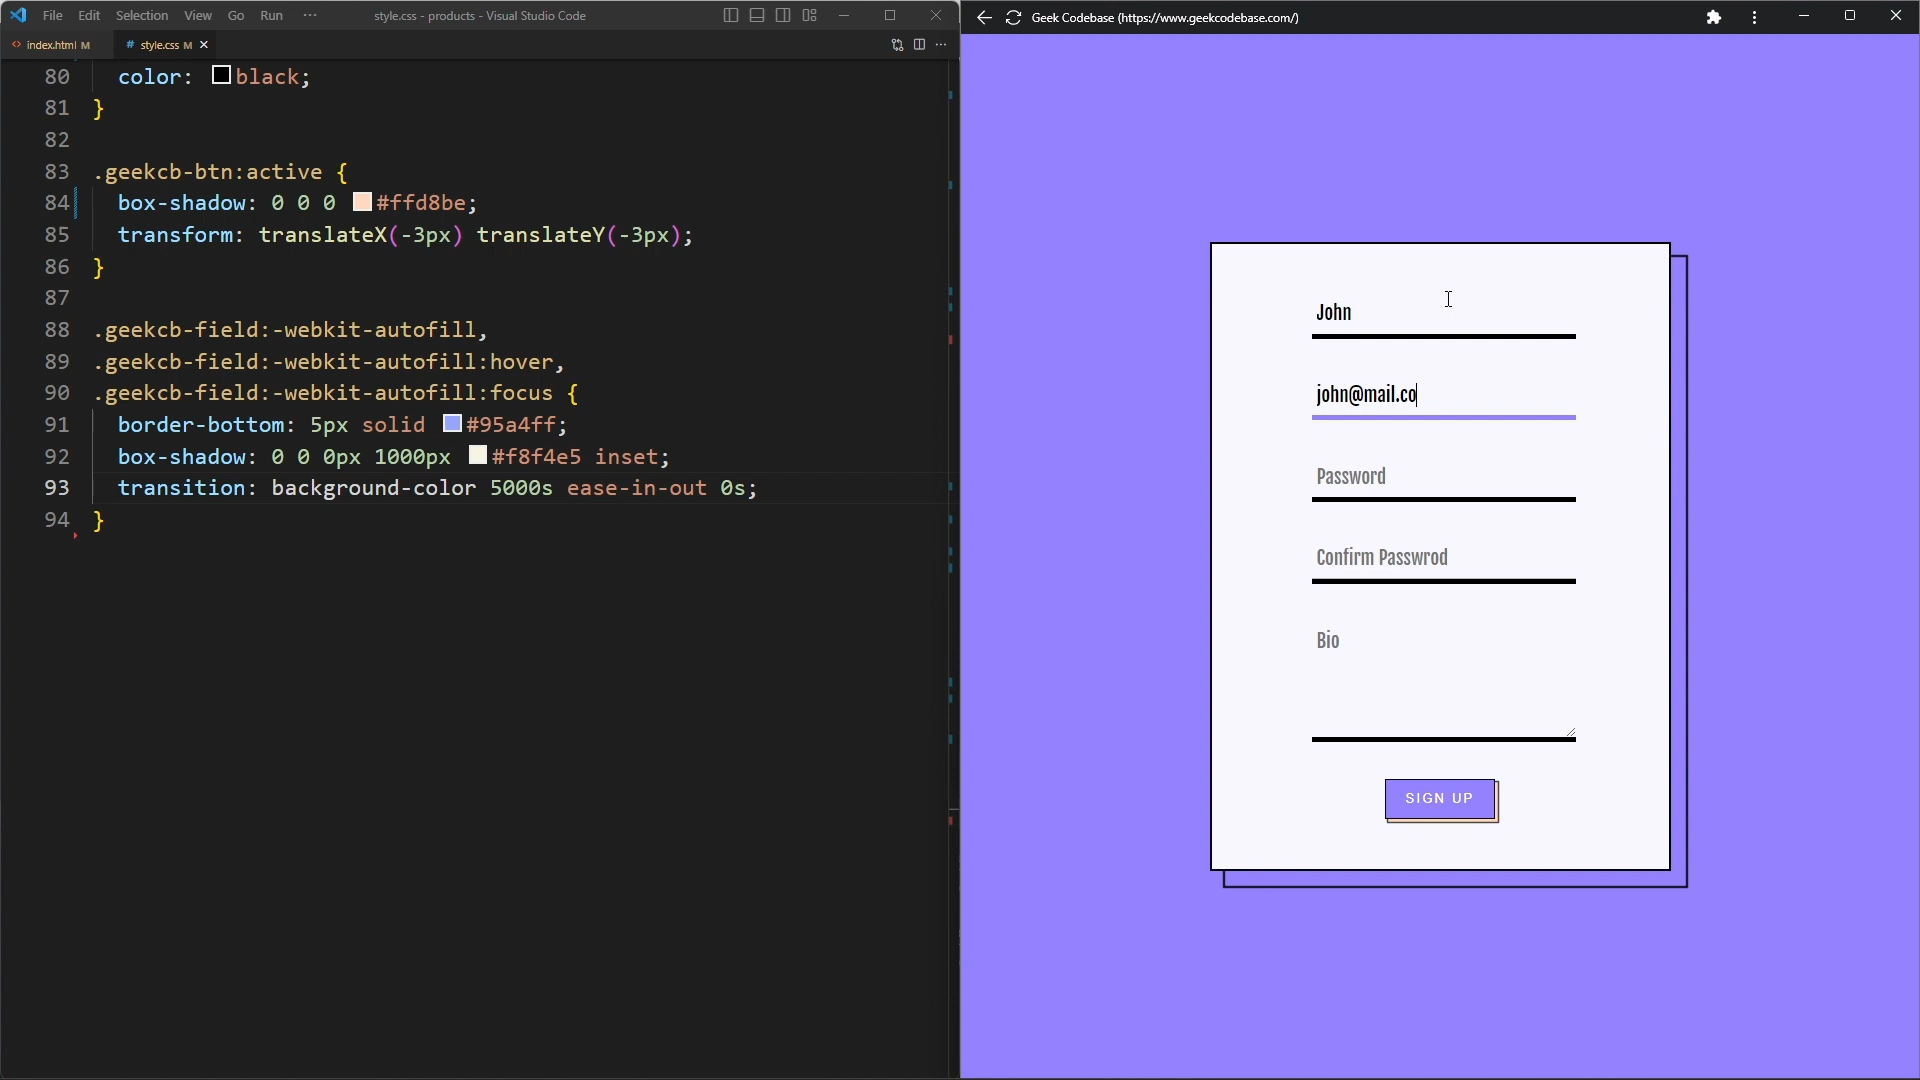 File Edit Selection View Go Run ··· style.css - products - Visual Studio Code
index.html M # style.css M
80 color: black;
81 }
82
83 .geekcb-btn:active {
84 box-shadow: 0 0 0 #ffd8be;
85 transform: translateX(-3px) translateY(-3px);
86 }
87
88 .geekcb-field:-webkit-autofill,
89 .geekcb-field:-webkit-autofill:hover,
90 .geekcb-field:-webkit-autofill:focus {
91 border-bottom: 5px solid #95a4ff;
92 box-shadow: 0 0 0px 1000px #f8f4e5 inset;
93 transition: background-color 5000s ease-in-out 0s;
94 }
Geek Codebase (https://www.geekcodebase.com/)
John
john@mail.co
Password
Confirm Passwrod
Bio
SIGN UP